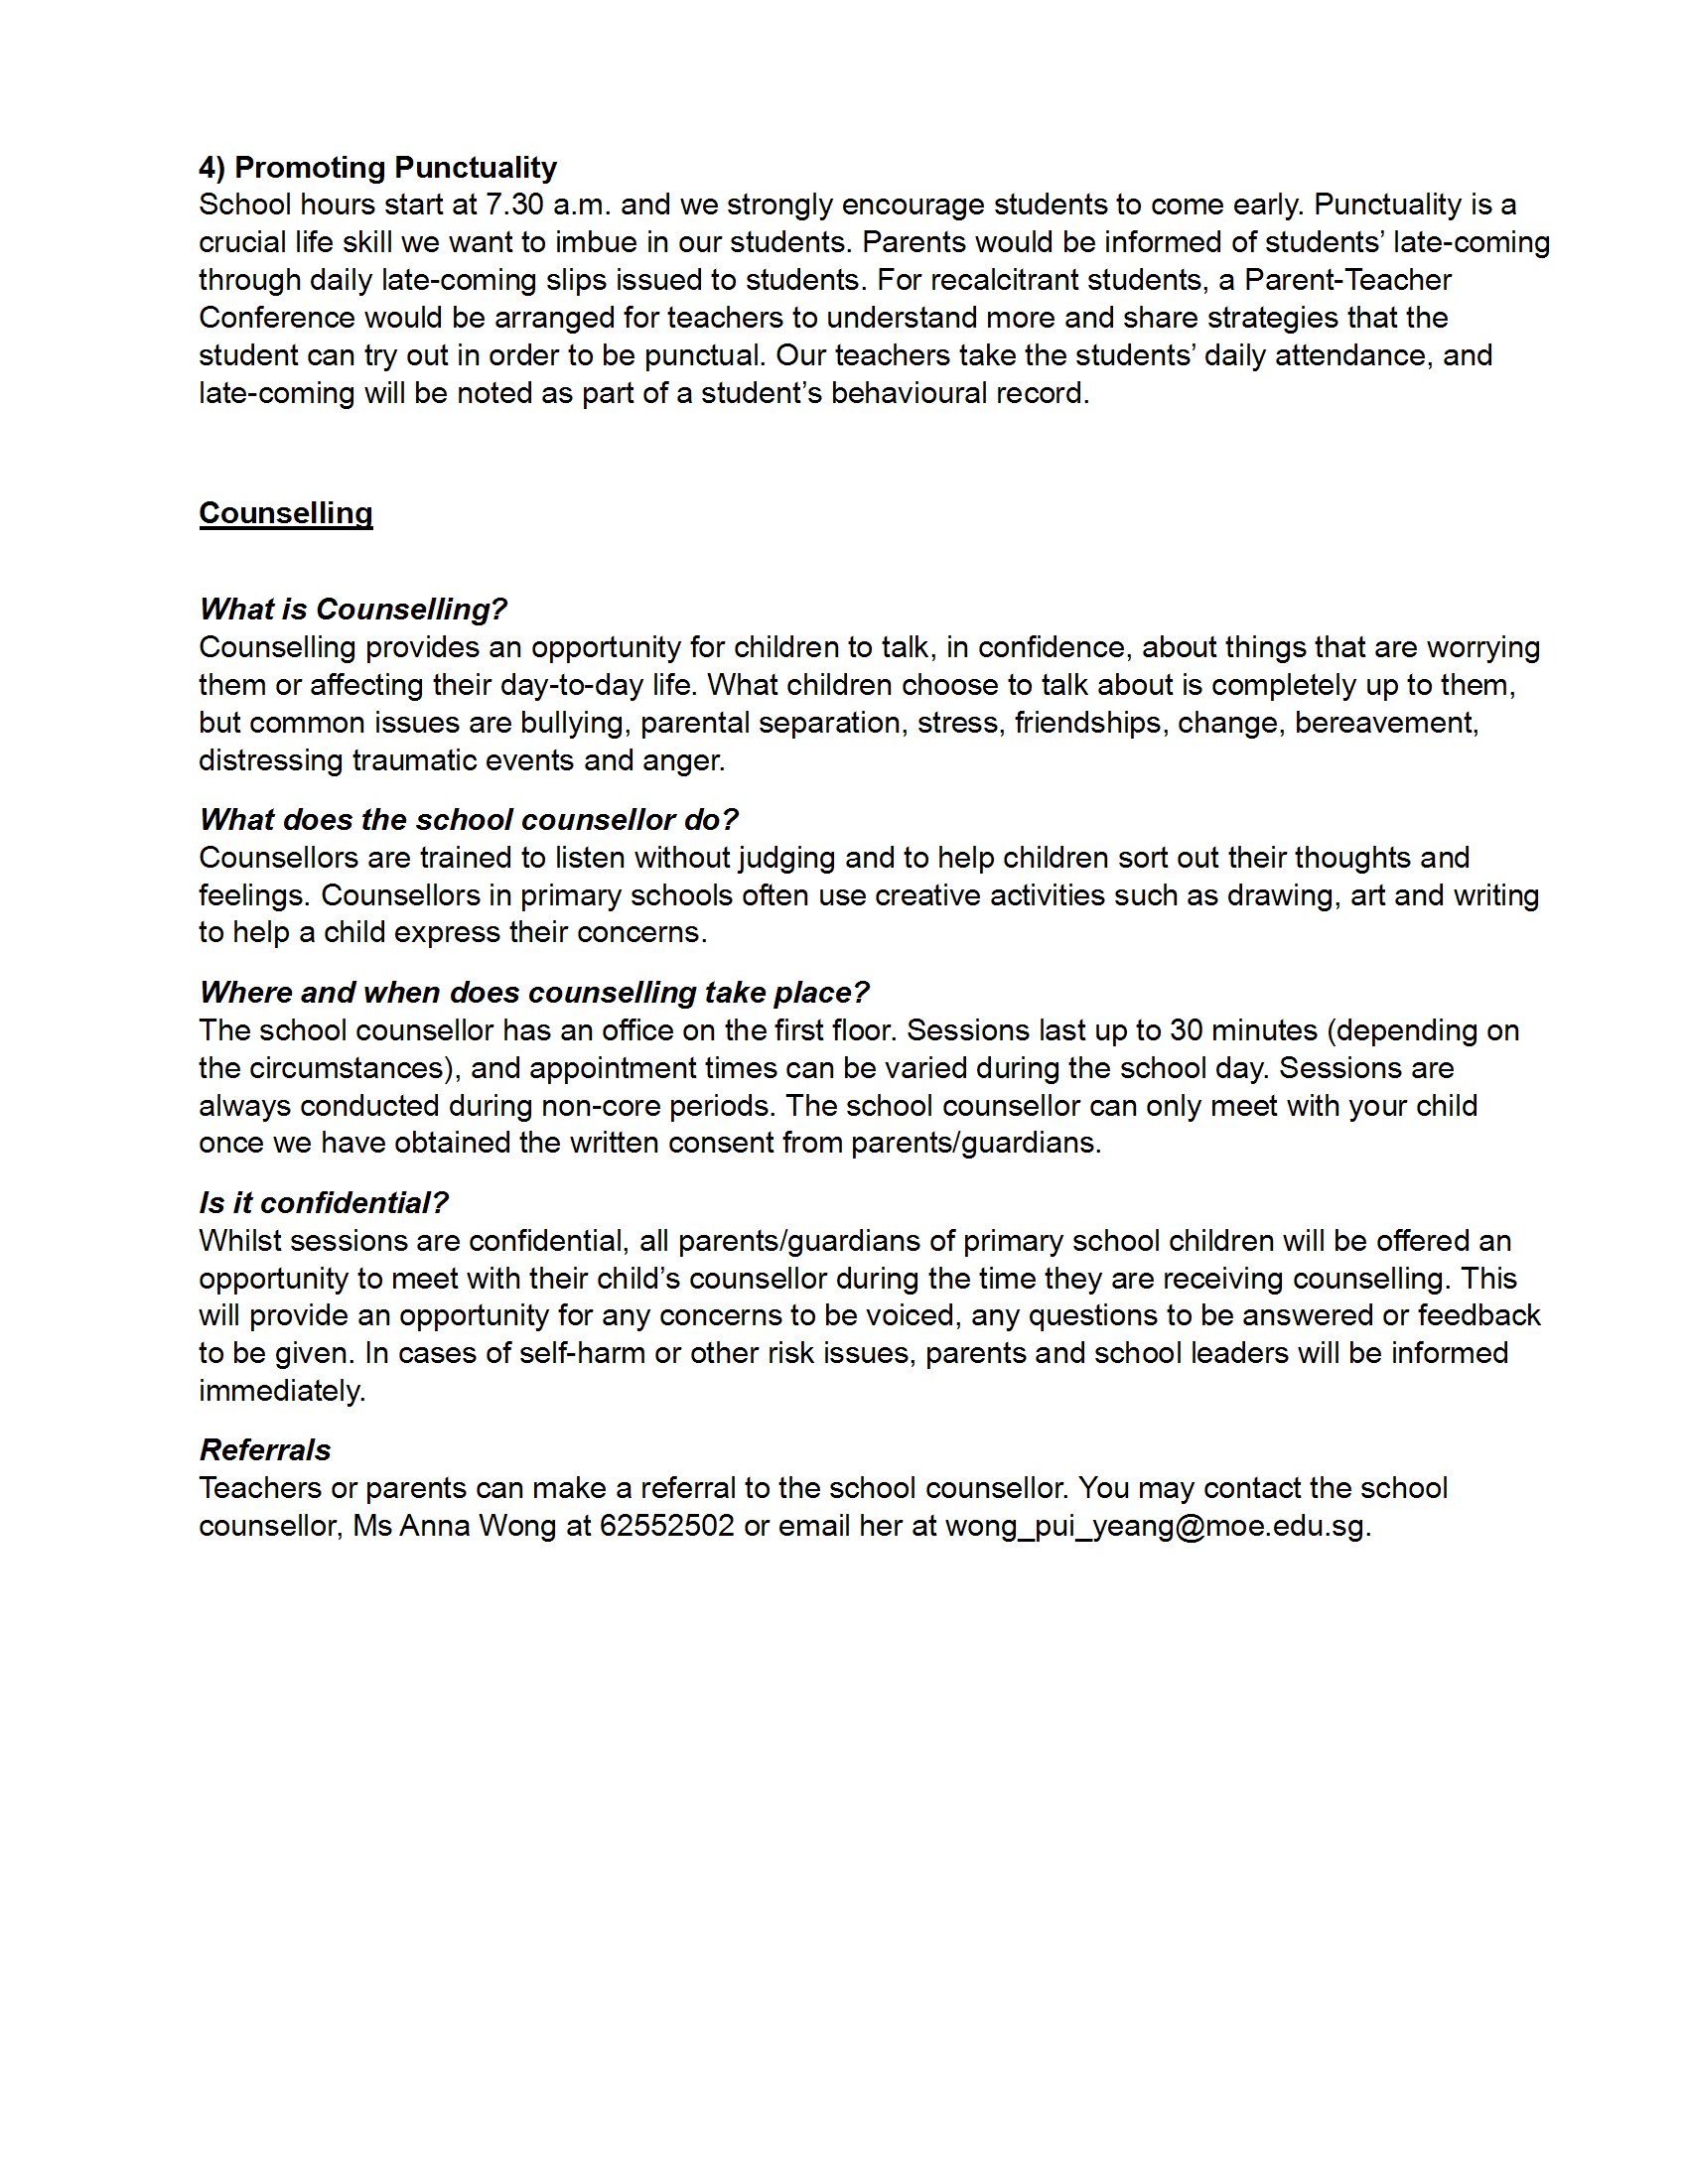 4) Promoting Punctuality
School hours start at 7.30 a.m. and we strongly encourage students to come early. Punctuality is a
crucial life skill we want to imbue in our students. Parents would be informed of students’ late-coming
through daily late-coming slips issued to students. For recalcitrant students, a Parent-Teacher
Conference would be arranged for teachers to understand more and share strategies that the
student can try out in order to be punctual. Our teachers take the students’ daily attendance, and
late-coming will be noted as part of a student’s behavioural record.
Counselling
What is Counselling?
Counselling provides an opportunity for children to talk, in confidence, about things that are worrying
them or affecting their day-to-day life. What children choose to talk about is completely up to them,
but common issues are bullying, parental separation, stress, friendships, change, bereavement,
distressing traumatic events and anger.
What does the school counsellor do?
Counsellors are trained to listen without judging and to help children sort out their thoughts and
feelings. Counsellors in primary schools often use creative activities such as drawing, art and writing
to help a child express their concerns.
Where and when does counselling take place?
The school counsellor has an office on the first floor. Sessions last up to 30 minutes (depending on
the circumstances), and appointment times can be varied during the school day. Sessions are
always conducted during non-core periods. The school counsellor can only meet with your child
once we have obtained the written consent from parents/guardians.
Is it confidential?
Whilst sessions are confidential, all parents/guardians of primary school children will be offered an
opportunity to meet with their child’s counsellor during the time they are receiving counselling. This
will provide an opportunity for any concerns to be voiced, any questions to be answered or feedback
to be given. In cases of self-harm or other risk issues, parents and school leaders will be informed
immediately.
Referrals
Teachers or parents can make a referral to the school counsellor. You may contact the school
counsellor, Ms Anna Wong at 62552502 or email her at wong_pui_yeang@moe.edu.sg.